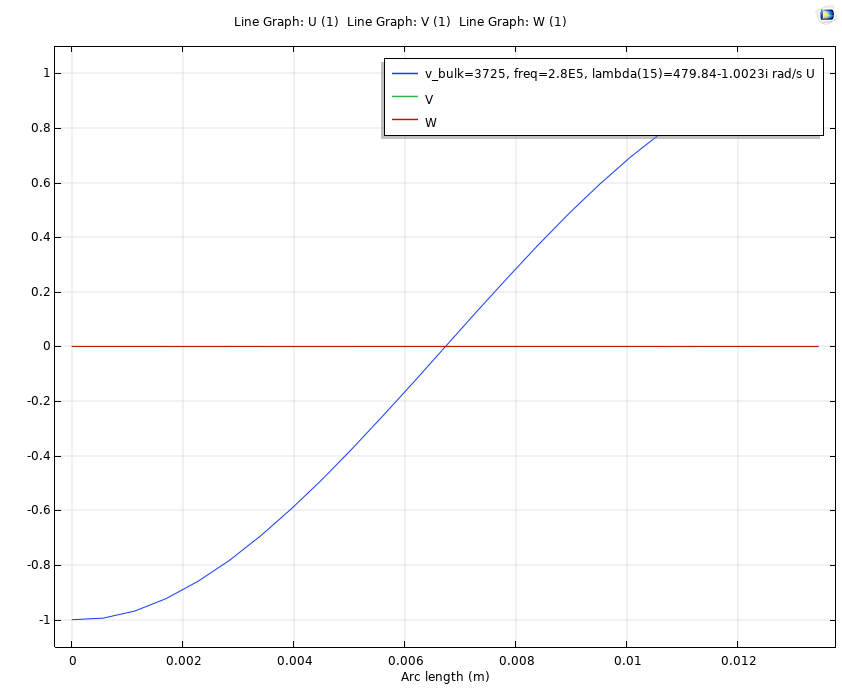 Line Graph: U (1) Line Graph: V (1) Line Graph: W (1)
v_bulk=3725, freq=2.8E5, lambda(15)=479.84-1.0023i rad/s U
V
W
1
0.8
0.6
0.4
0.2
0
-0.2
-0.4
-0.6
-0.8
-1
0 0.002 0.004 0.006 0.008 0.01 0.012
Arc length (m)